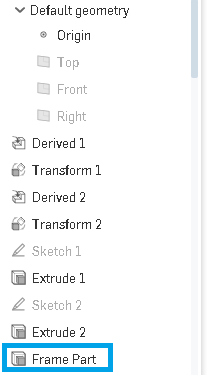 Default geometry
Origin
Top
Front
Right
Derived 1
Transform 1
Derived 2
Transform 2
Sketch 1
Extrude 1
Sketch 2
Extrude 2
Frame Part